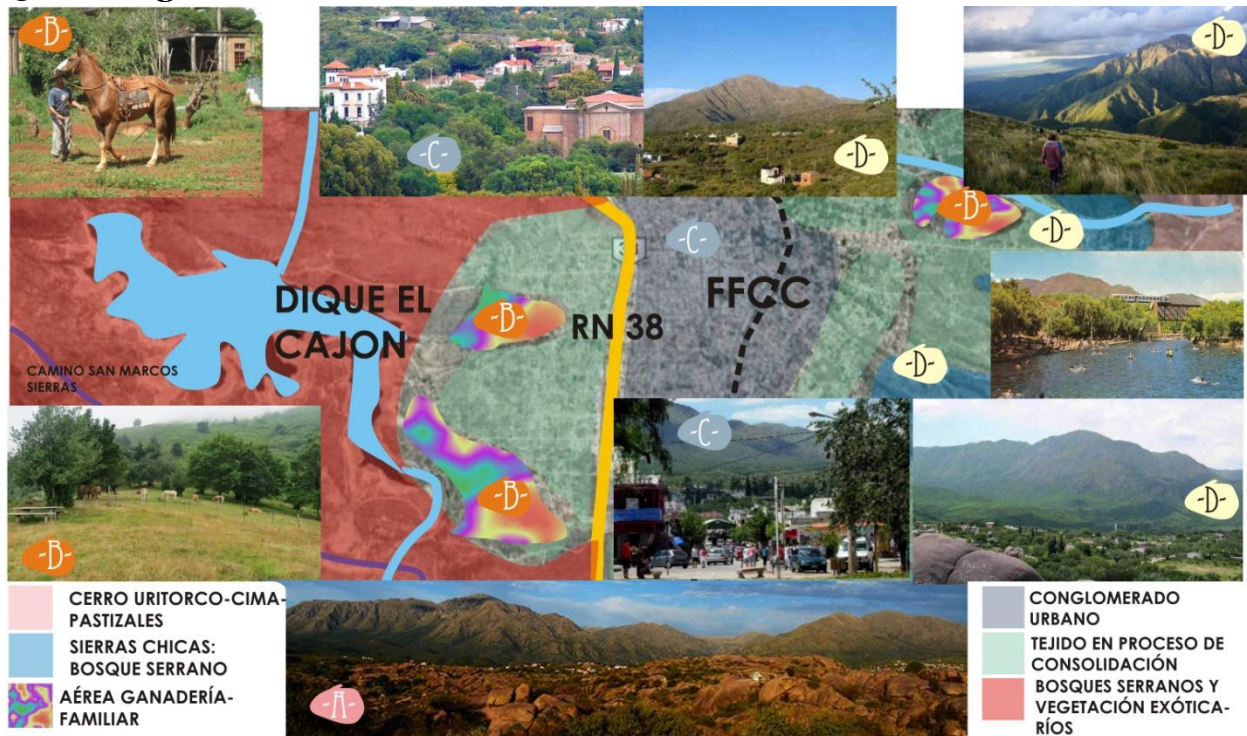 -B-
-C-
-D-
-D-
-B-
-D-
-C-
38
FFCC
DIQUE EL
CAJON
-B-
RN 38
CAMINO SAN MARCOS
SIERRAS
-D-
-C-
-B-
-D-
-B-
CERRO URITORCO-CIMA-
PASTIZALES
SIERRAS CHICAS:
BOSQUE SERRANO
AÉREA GANADERÍA-
FAMILIAR
-A-
CONGLOMERADO
URBANO
TEJIDO EN PROCESO DE
CONSOLIDACIÓN
BOSQUES SERRANOS Y
VEGETACIÓN EXÓTICA-
RÍOS